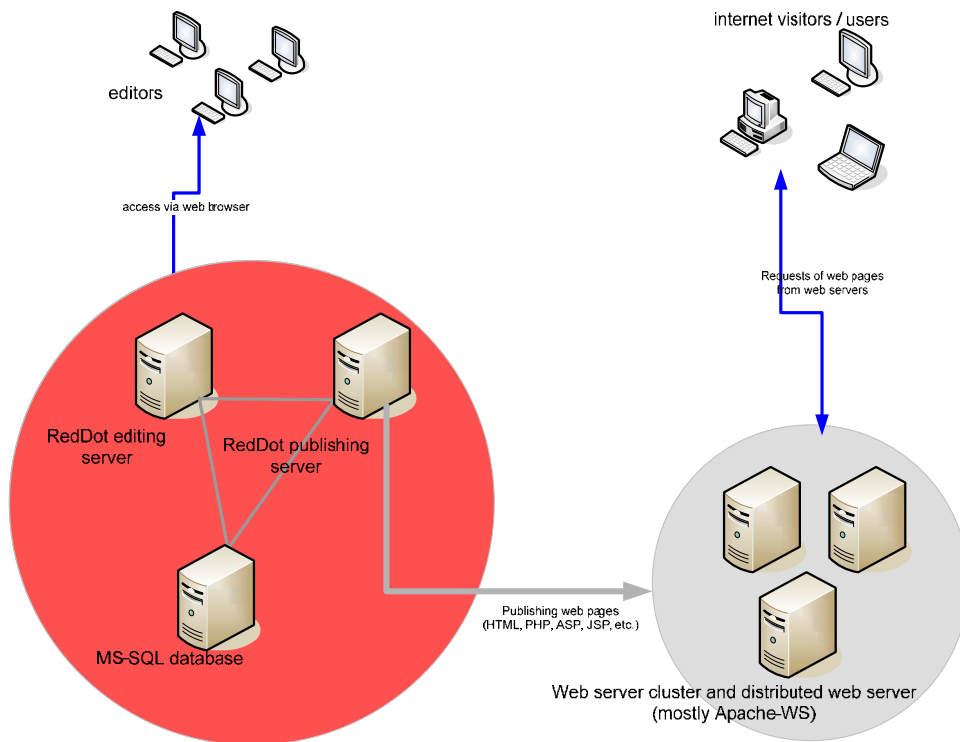 internet visitors / users
editors
access via web browser
Requests of web pages
from web servers
RedDot editing
server
RedDot publishing
server
MS-SQL database
Publishing web pages
(HTML, PHP, ASP, JSP, etc.)
Web server cluster and distributed web server
(mostly Apache-WS)